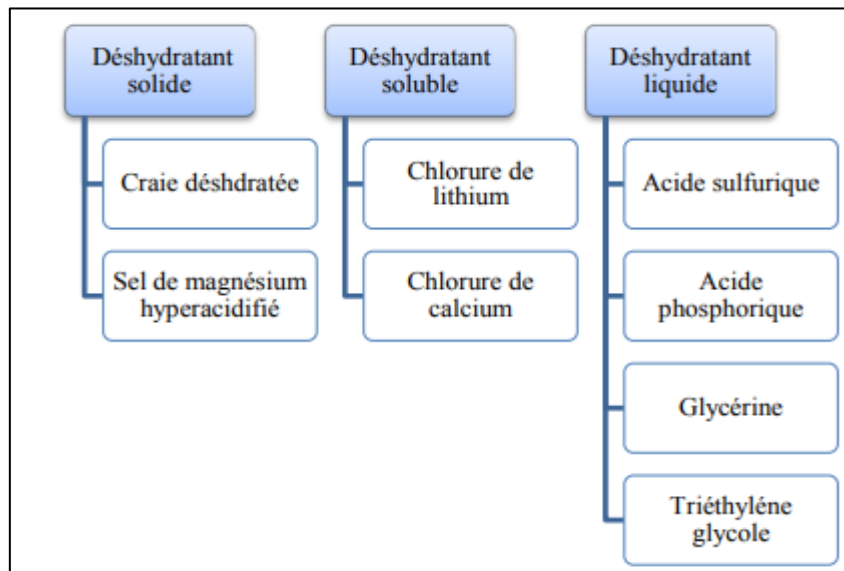 Déshydratant
solide
Craie déshdratée
Sel de magnésium
hyperacidifié
Déshydratant
soluble
Chlorure de
lithium
Chlorure de
calcium
Déshydratant
liquide
Acide sulfurique
Acide
phosphorique
Glycérine
Triéthyléne
glycole